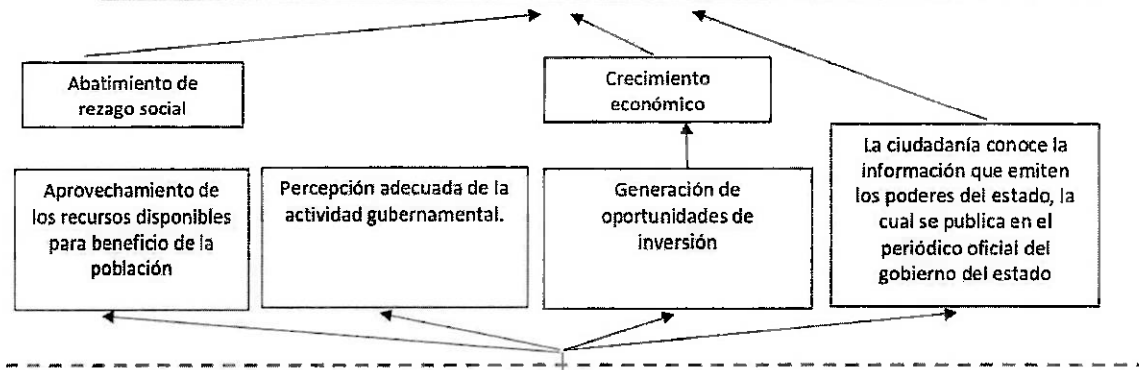 Abatimiento de
rezago social
Crecimiento
económico
Aprovechamiento de
los recursos disponibles
para beneficio de la
población
Percepción adecuada de la
actividad gubernamental.
Generación de
oportunidades de
inversión
La ciudadanía conoce la
información que emiten
los poderes del estado, la
cual se publica en el
periódico oficial del
gobierno del estado